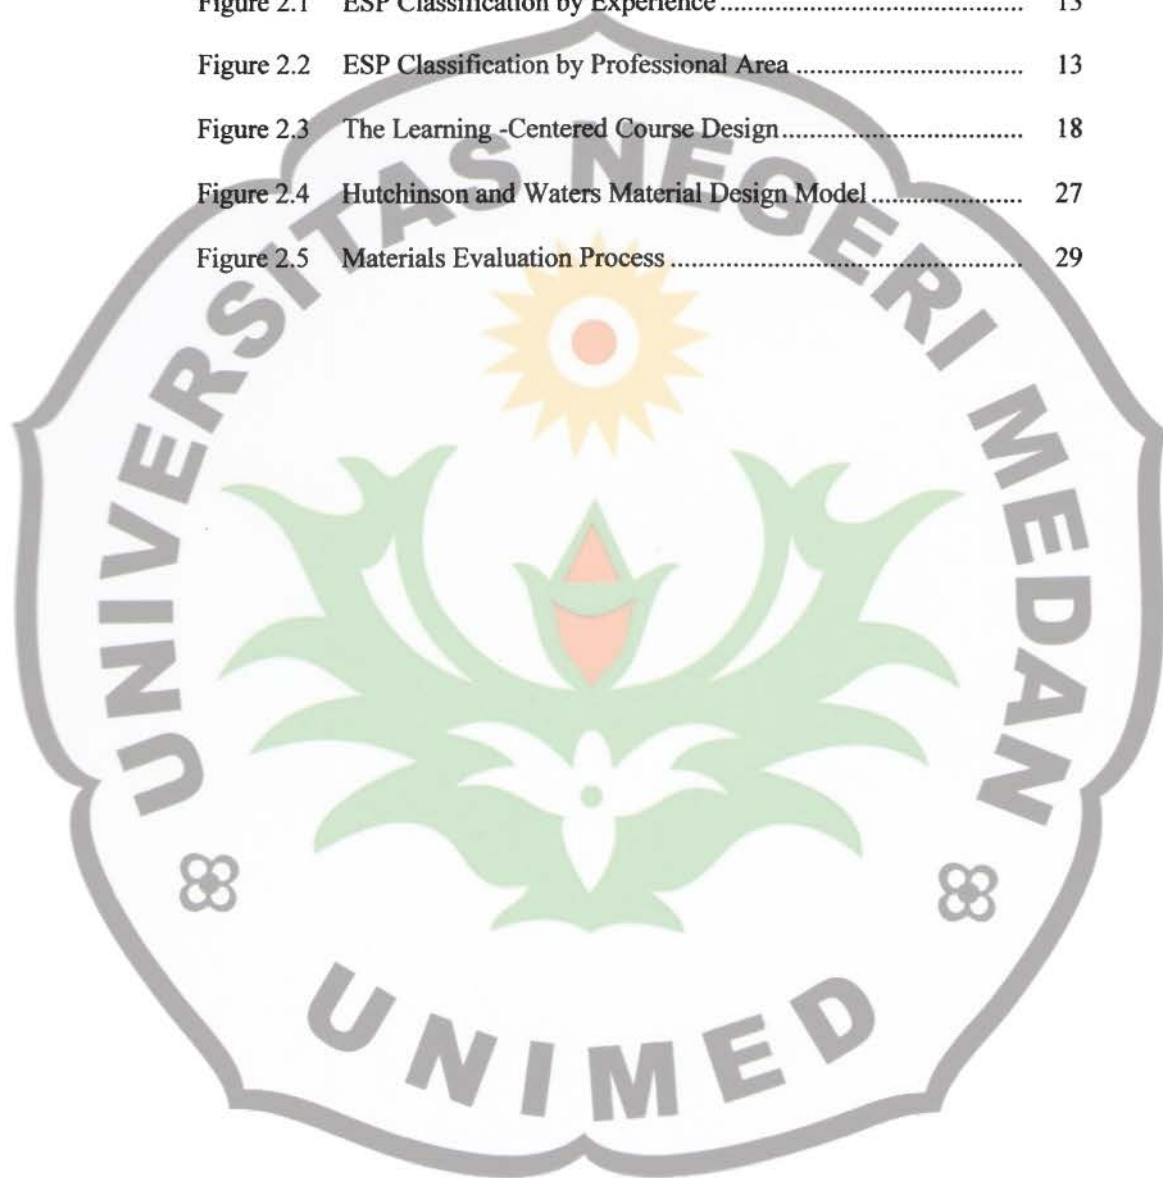 Figure 2.1 ESP Classification by Experience ........................................................
Figure 2.2 ESP Classification by Professional Area ................................ 13
Figure 2.3 The Learning -Centered Course Design ................................... 18
Figure 2.4 Hutchinson and Waters Material Design Model ...................... 27
Figure 2.5 Materials Evaluation Process .................................................... 29
UNIVERSITAS NEGERI MEDAN
UNIMED